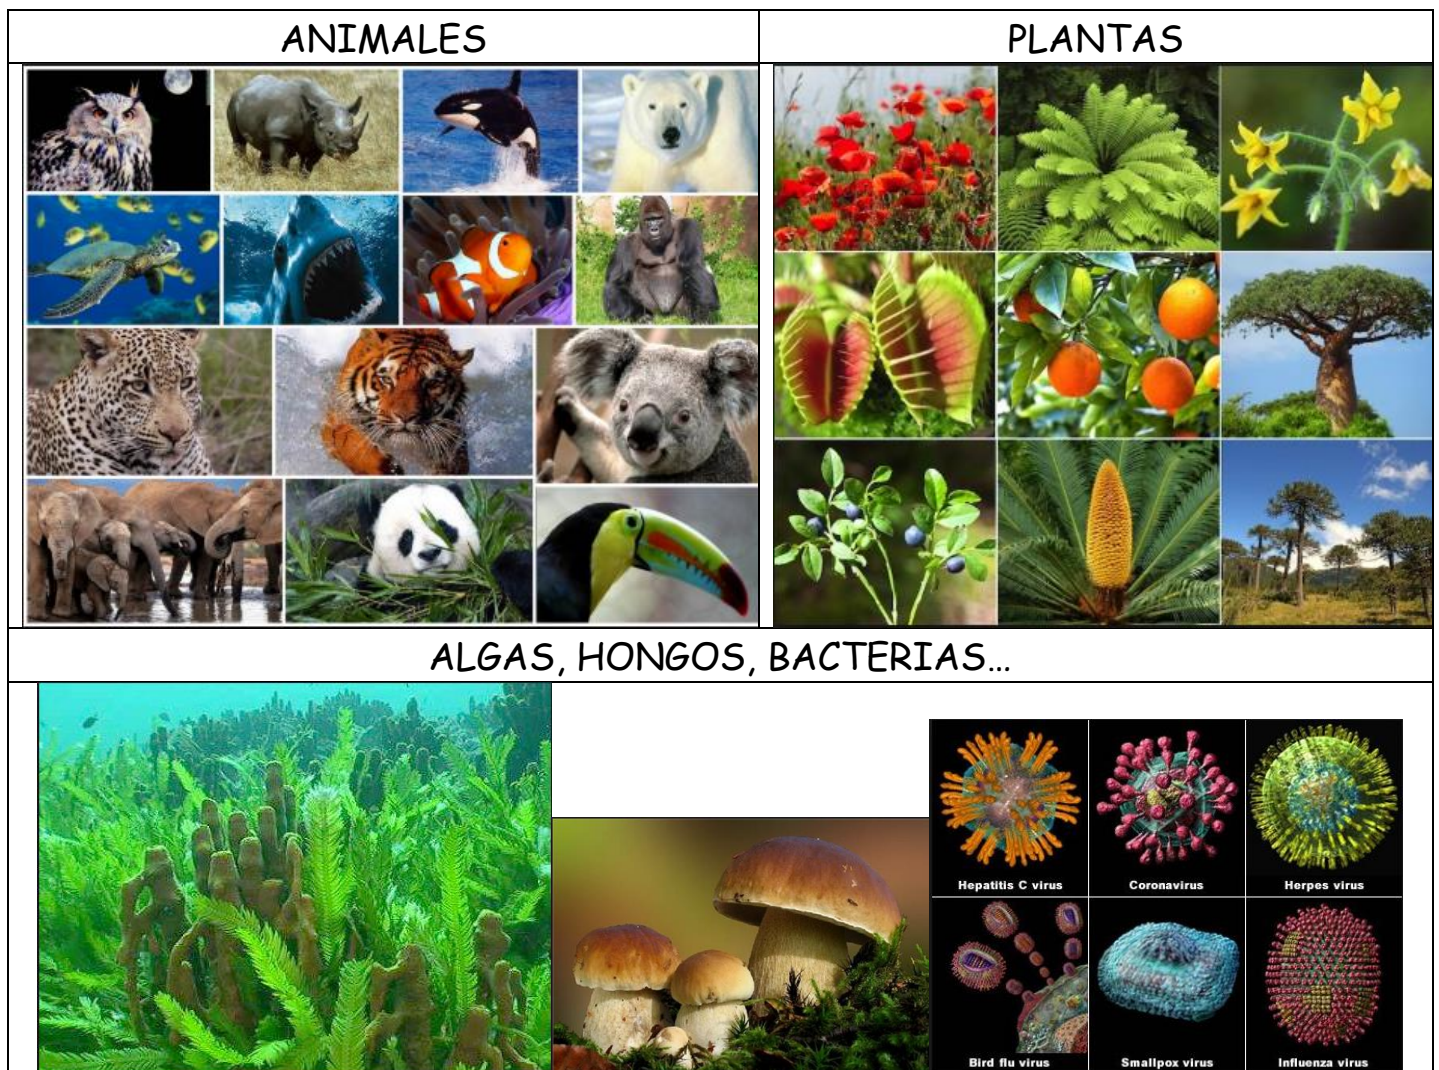 ANIMALES
PLANTAS
ALGAS, HONGOS, BACTERIAS...
Hepatitis C virus
Coronavirus
Herpes virus
Bird flu virus
Smallpox virus
Influenza virus